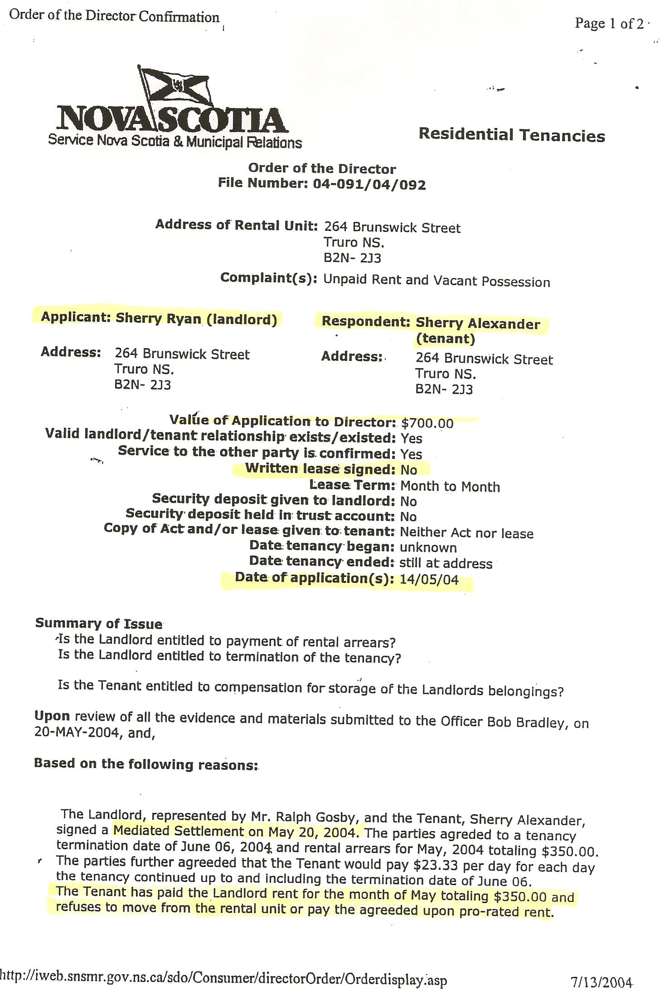 Order of the Director Confirmation
Page 1 of 2
NOVA SCOTIA
Service Nova Scotia & Municipal Relations
Residential Tenancies
Order of the Director
File Number: 04-091/04/092
Address of Rental Unit: 264 Brunswick Street
Truro NS.
B2N- 2J3
Complaint(s): Unpaid Rent and Vacant Possession
Applicant: Sherry Ryan (landlord)
Address: 264 Brunswick Street
Truro NS.
B2N- 2J3
Respondent: Sherry Alexander
(tenant)
Address: 264 Brunswick Street
Truro NS.
B2N- 2J3
Value of Application to Director: $700.00
Valid landlord/tenant relationship exists/existed: Yes
Service to the other party is confirmed: Yes
Written lease signed: No
Lease Term: Month to Month
Security deposit given to landlord: No
Security deposit held in trust account: No
Copy of Act and/or lease given to tenant: Neither Act nor lease
Date tenancy began: unknown
Date tenancy ended: still at address
Date of application(s): 14/05/04
Summary of Issue
Is the Landlord entitled to payment of rental arrears?
Is the Landlord entitled to termination of the tenancy?
Is the Tenant entitled to compensation for storage of the Landlords belongings?
Upon review of all the evidence and materials submitted to the Officer Bob Bradley, on
20-MAY-2004, and,
Based on the following reasons:
The Landlord, represented by Mr. Ralph Gosby, and the Tenant, Sherry Alexander,
signed a Mediated Settlement on May 20, 2004. The parties agreded to a tenancy
termination date of June 06, 2004 and rental arrears for May, 2004 totaling $350.00.
The parties further agreeded that the Tenant would pay $23.33 per day for each day
the tenancy continued up to and including the termination date of June 06.
The Tenant has paid the Landlord rent for the month of May totaling $350.00 and
refuses to move from the rental unit or pay the agreeded upon pro-rated rent.
http://iweb.snsmr.gov.ns.ca/sdo/Consumer/directorOrder/Orderdisplay.asp
7/13/2004